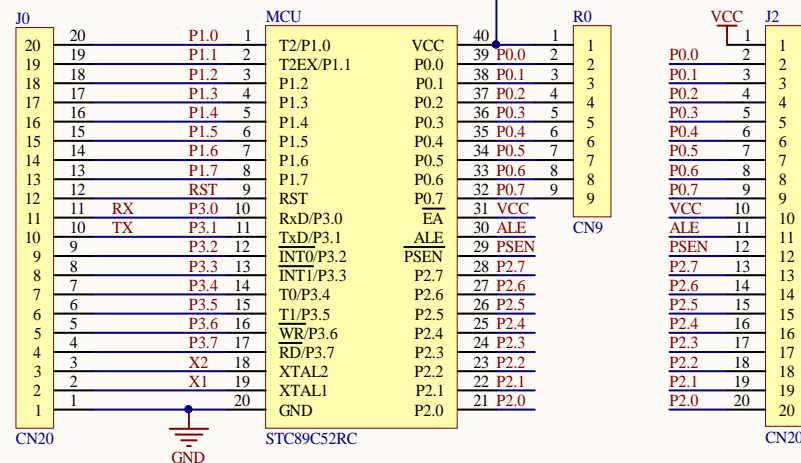 J0 MCU R0 VCC J2
20 20 P1.0 1 T2/P1.0 VCC 40 1 1 1 1
19 19 P1.1 2 T2EX/P1.1 P0.0 39 P0.0 2 2 P0.0 2 2
18 18 P1.2 3 P1.2 P0.1 38 P0.1 3 3 P0.1 3 3
17 17 P1.3 4 P1.3 P0.2 37 P0.2 4 4 P0.2 4 4
16 16 P1.4 5 P1.4 P0.3 36 P0.3 5 5 P0.3 5 5
15 15 P1.5 6 P1.5 P0.4 35 P0.4 6 6 P0.4 6 6
14 14 P1.6 7 P1.6 P0.5 34 P0.5 7 7 P0.5 7 7
13 13 P1.7 8 P1.7 P0.6 33 P0.6 8 8 P0.6 8 8
12 12 RST 9 RST P0.7 32 P0.7 9 9 P0.7 9 9
11 11 RX P3.0 10 RxD/P3.0 EA 31 VCC VCC 10 10
10 10 TX P3.1 11 TxD/P3.1 ALE 30 ALE CN9 ALE 11 11
9 9 P3.2 12 INT0/P3.2 PSEN 29 PSEN PSEN 12 12
8 8 P3.3 13 INT1/P3.3 P2.7 28 P2.7 P2.7 13 13
7 7 P3.4 14 T0/P3.4 P2.6 27 P2.6 P2.6 14 14
6 6 P3.5 15 T1/P3.5 P2.5 26 P2.5 P2.5 15 15
5 5 P3.6 16 WR/P3.6 P2.4 25 P2.4 P2.4 16 16
4 4 P3.7 17 RD/P3.7 P2.3 24 P2.3 P2.3 17 17
3 3 X2 18 XTAL2 P2.2 23 P2.2 P2.2 18 18
2 2 X1 19 XTAL1 P2.1 22 P2.1 P2.1 19 19
1 1 20 GND P2.0 21 P2.0 P2.0 20 20
CN20 STC89C52RC CN20
GND